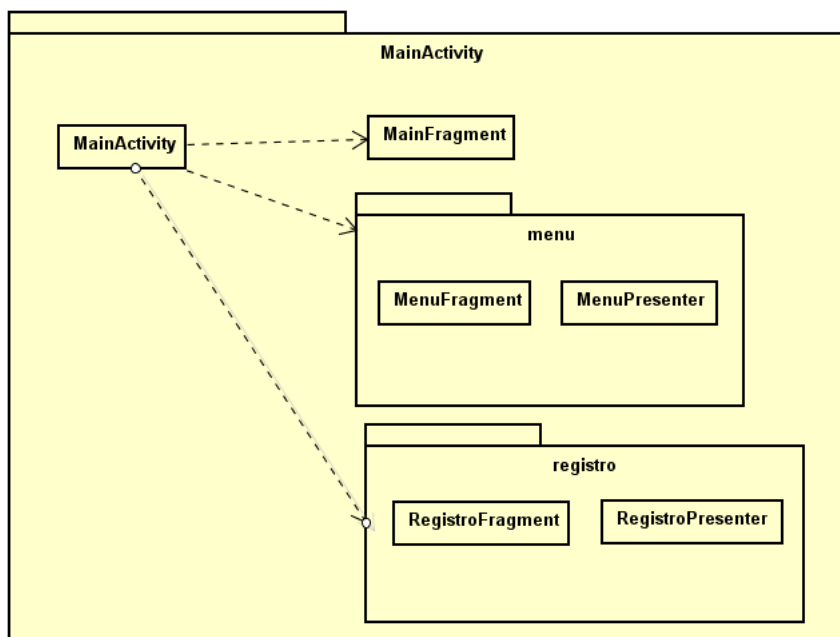 MainActivity
MainActivity
MainFragment
menu
MenuFragment
MenuPresenter
registro
RegistroFragment
RegistroPresenter